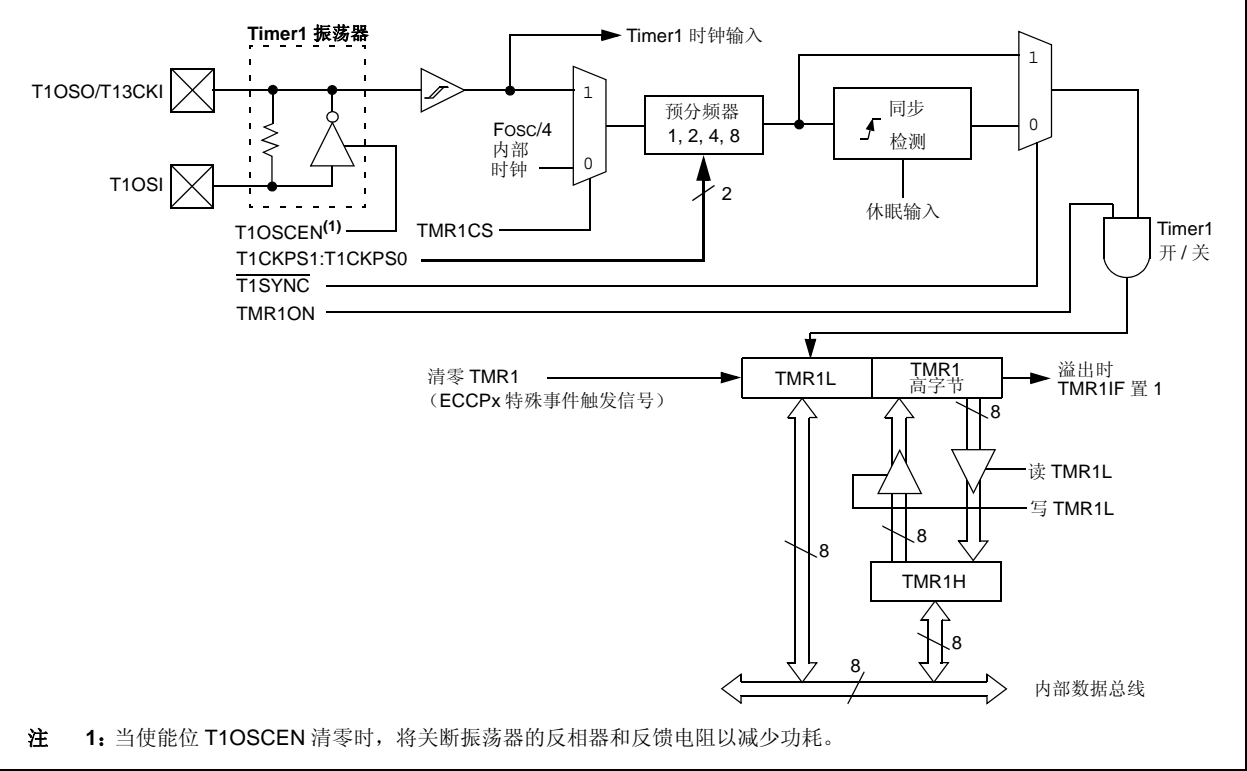 Timer1 振荡器
Timer1 时钟输入
T1OSO/T13CKI
T1OSI
1
0
FOSC/4
内部
时钟
预分频器
1, 2, 4, 8
2
同步
检测
休眠输入
1
0
T1OSCEN(1)
TMR1CS
T1CKPS1:T1CKPS0
T1SYNC
TMR1ON
Timer1
开 / 关
清零 TMR1
（ECCPx 特殊事件触发信号）
TMR1L
TMR1
高字节
溢出时
TMR1IF 置 1
8
读 TMR1L
写 TMR1L
8
8
TMR1H
8
8
内部数据总线
注 1: 当使能位 T1OSCEN 清零时，将关断振荡器的反相器和反馈电阻以减少功耗。